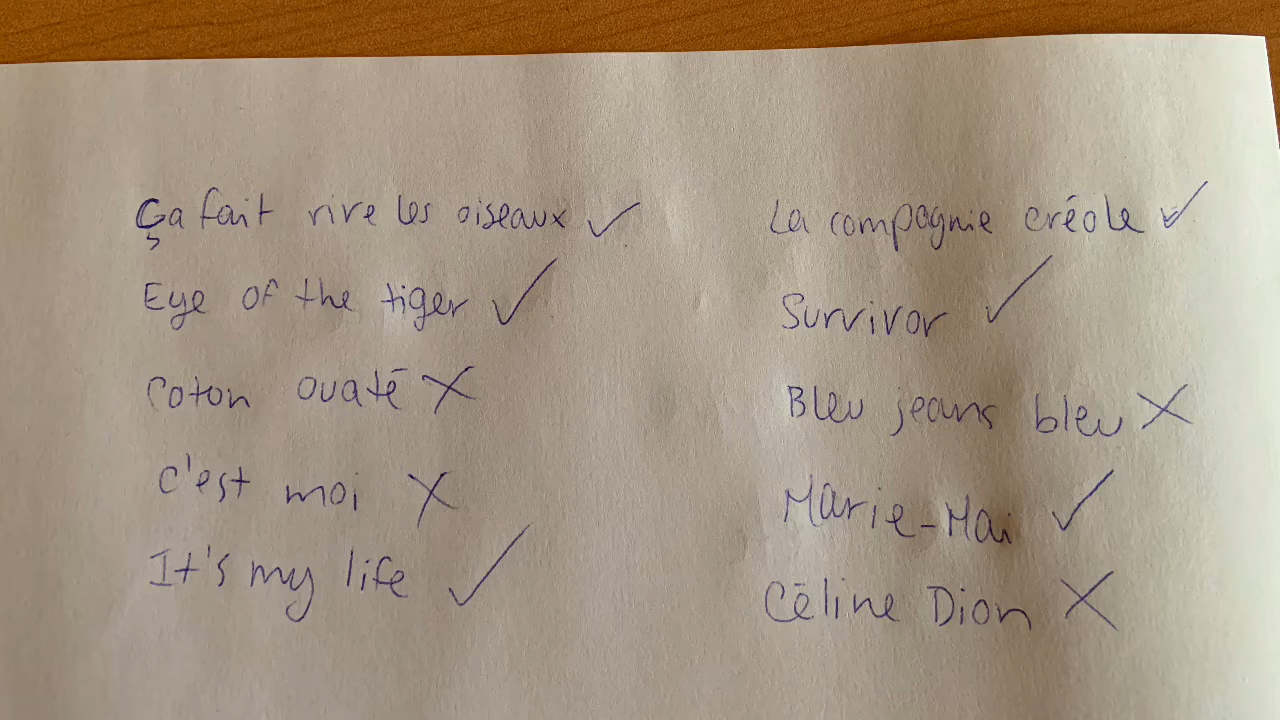 Ça fait rire les oiseaux ✓ La compagnie créole ✓
Eye of the tiger ✓ Survivor ✓
Coton ouaté X Bleu jeans bleu X
C'est moi X Marie-Mai ✓
It's my life ✓ Céline Dion X